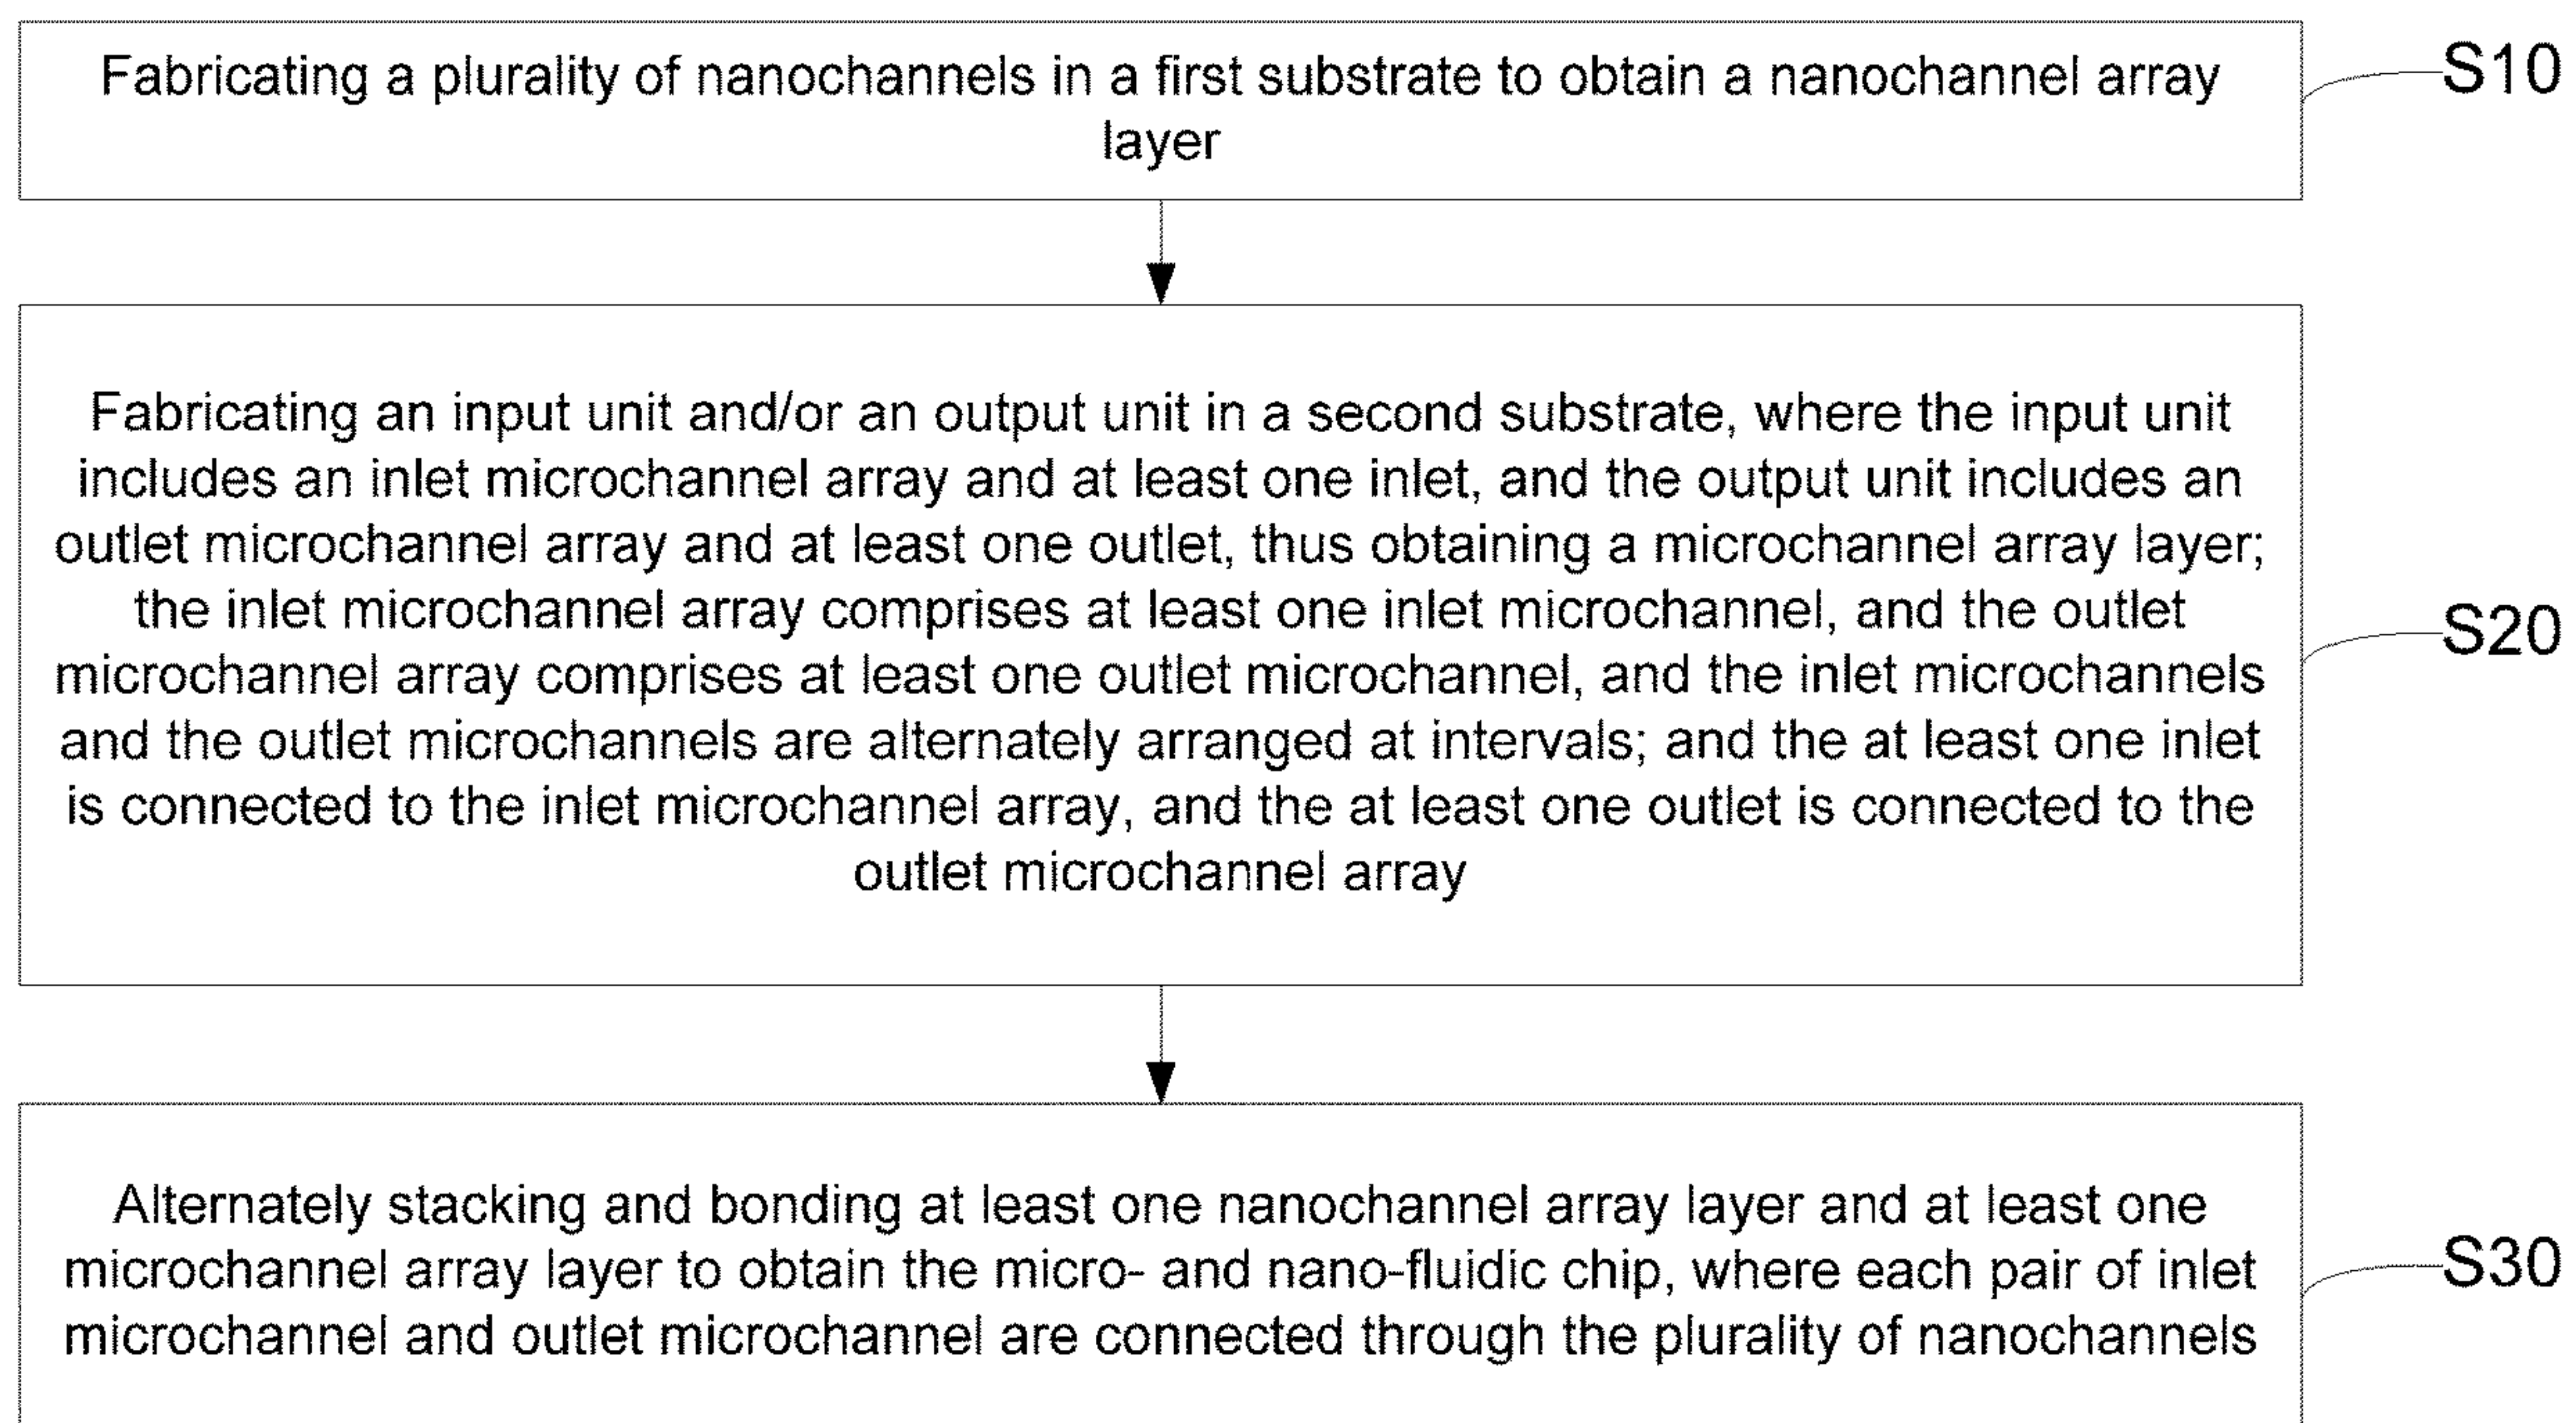 Fabricating a plurality of nanochannels in a first substrate to obtain a nanochannel array
layer
S10
Fabricating an input unit and/or an output unit in a second substrate, where the input unit
includes an inlet microchannel array and at least one inlet, and the output unit includes an
outlet microchannel array and at least one outlet, thus obtaining a microchannel array layer;
the inlet microchannel array comprises at least one inlet microchannel, and the outlet
microchannel array comprises at least one outlet microchannel, and the inlet microchannels
and the outlet microchannels are alternately arranged at intervals; and the at least one inlet
is connected to the inlet microchannel array, and the at least one outlet is connected to the
outlet microchannel array
S20
Alternately stacking and bonding at least one nanochannel array layer and at least one
microchannel array layer to obtain the micro- and nano-fluidic chip, where each pair of inlet
microchannel and outlet microchannel are connected through the plurality of nanochannels
S30